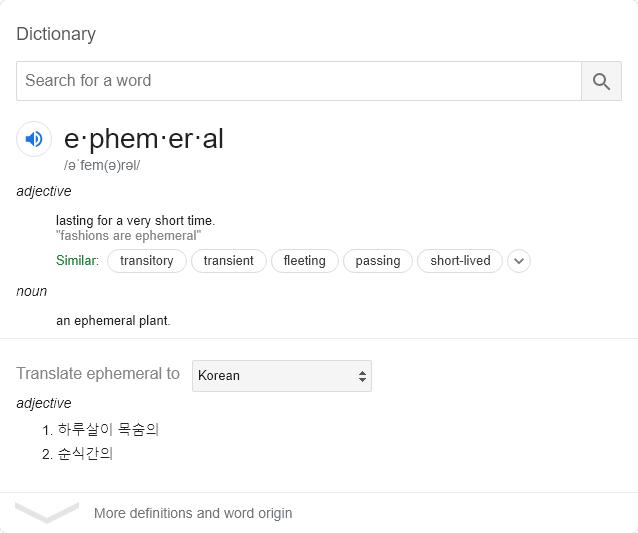 Dictionary
Search for a word
e·phem·er·al
/əˈfem(ə)rəl/
adjective
lasting for a very short time.
"fashions are ephemeral"
Similar: transitory transient fleeting passing short-lived
noun
an ephemeral plant.
Translate ephemeral to Korean
adjective
1. 하루살이 목숨의
2. 순식간의
More definitions and word origin